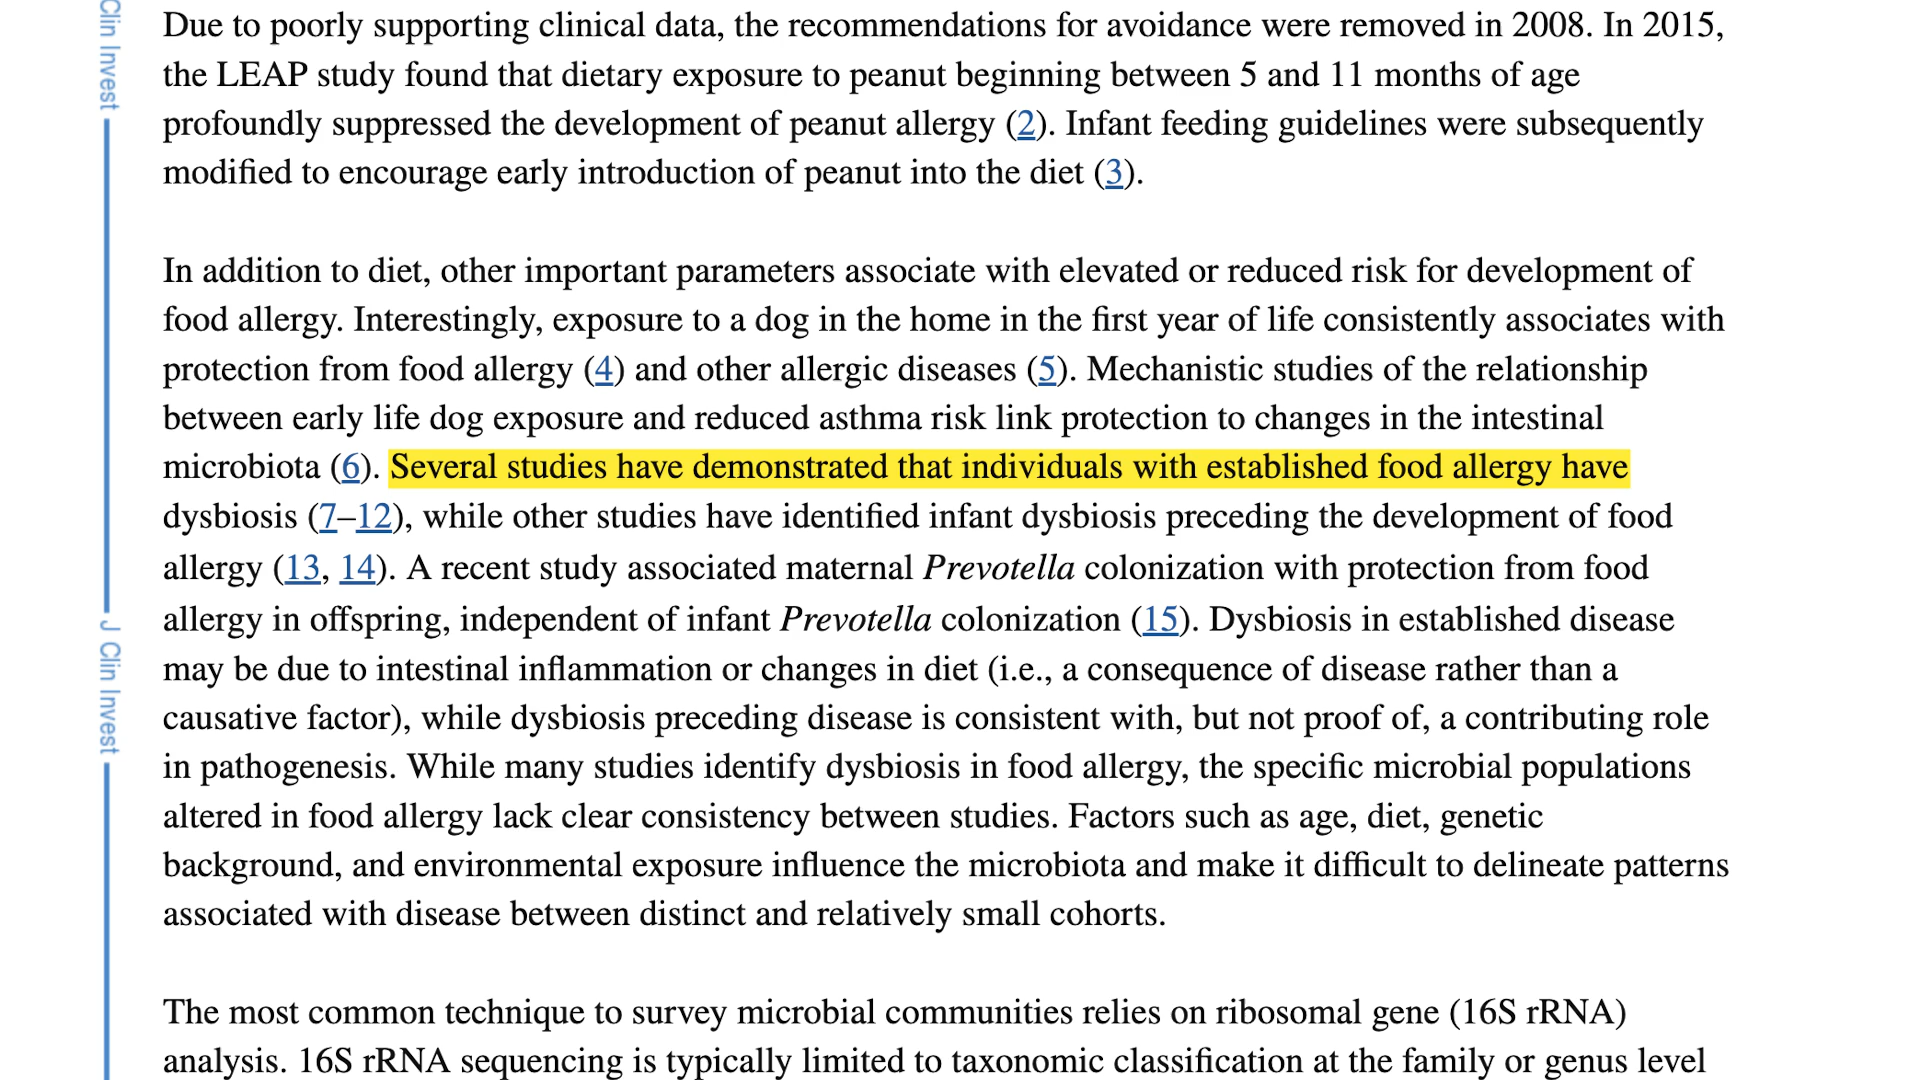 Clin Invest
J Clin Invest
Due to poorly supporting clinical data, the recommendations for avoidance were removed in 2008. In 2015,
the LEAP study found that dietary exposure to peanut beginning between 5 and 11 months of age
profoundly suppressed the development of peanut allergy (2). Infant feeding guidelines were subsequently
modified to encourage early introduction of peanut into the diet (3).
In addition to diet, other important parameters associate with elevated or reduced risk for development of
food allergy. Interestingly, exposure to a dog in the home in the first year of life consistently associates with
protection from food allergy (4) and other allergic diseases (5). Mechanistic studies of the relationship
between early life dog exposure and reduced asthma risk link protection to changes in the intestinal
microbiota (6). Several studies have demonstrated that individuals with established food allergy have
dysbiosis (7–12), while other studies have identified infant dysbiosis preceding the development of food
allergy (13, 14). A recent study associated maternal Prevotella colonization with protection from food
allergy in offspring, independent of infant Prevotella colonization (15). Dysbiosis in established disease
may be due to intestinal inflammation or changes in diet (i.e., a consequence of disease rather than a
causative factor), while dysbiosis preceding disease is consistent with, but not proof of, a contributing role
in pathogenesis. While many studies identify dysbiosis in food allergy, the specific microbial populations
altered in food allergy lack clear consistency between studies. Factors such as age, diet, genetic
background, and environmental exposure influence the microbiota and make it difficult to delineate patterns
associated with disease between distinct and relatively small cohorts.
The most common technique to survey microbial communities relies on ribosomal gene (16S rRNA)
analysis. 16S rRNA sequencing is typically limited to taxonomic classification at the family or genus level